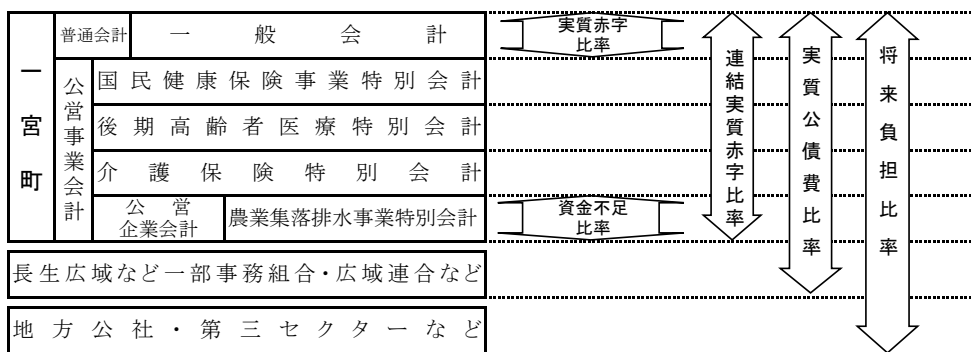 一宮町
普通会計
一般会計
公営事業会計
国民健康保険事業特別会計
後期高齢者医療特別会計
介護保険特別会計
公営
企業会計
農業集落排水事業特別会計
長生広域など一部事務組合・広域連合など
地方公社・第三セクターなど
実質赤字
比率
資金不足
比率
連結実質赤字比率
実質公債費比率
将来負担比率